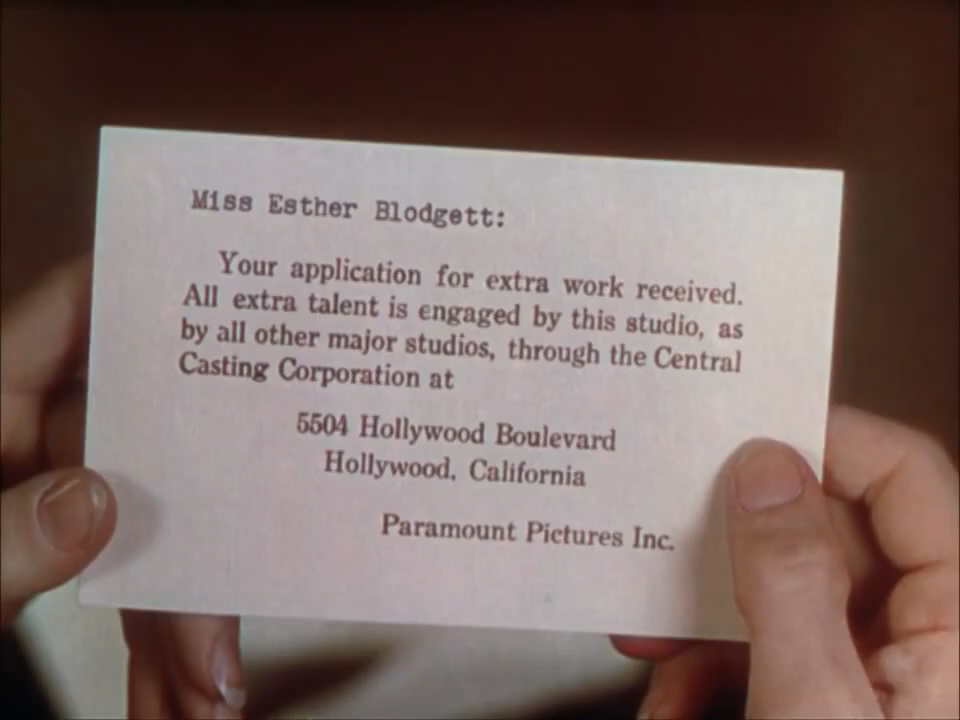 Miss Esther Blodgett:
Your application for extra work received.
All extra talent is engaged by this studio, as
by all other major studios, through the Central
Casting Corporation at
5504 Hollywood Boulevard
Hollywood, California
Paramount Pictures Inc.